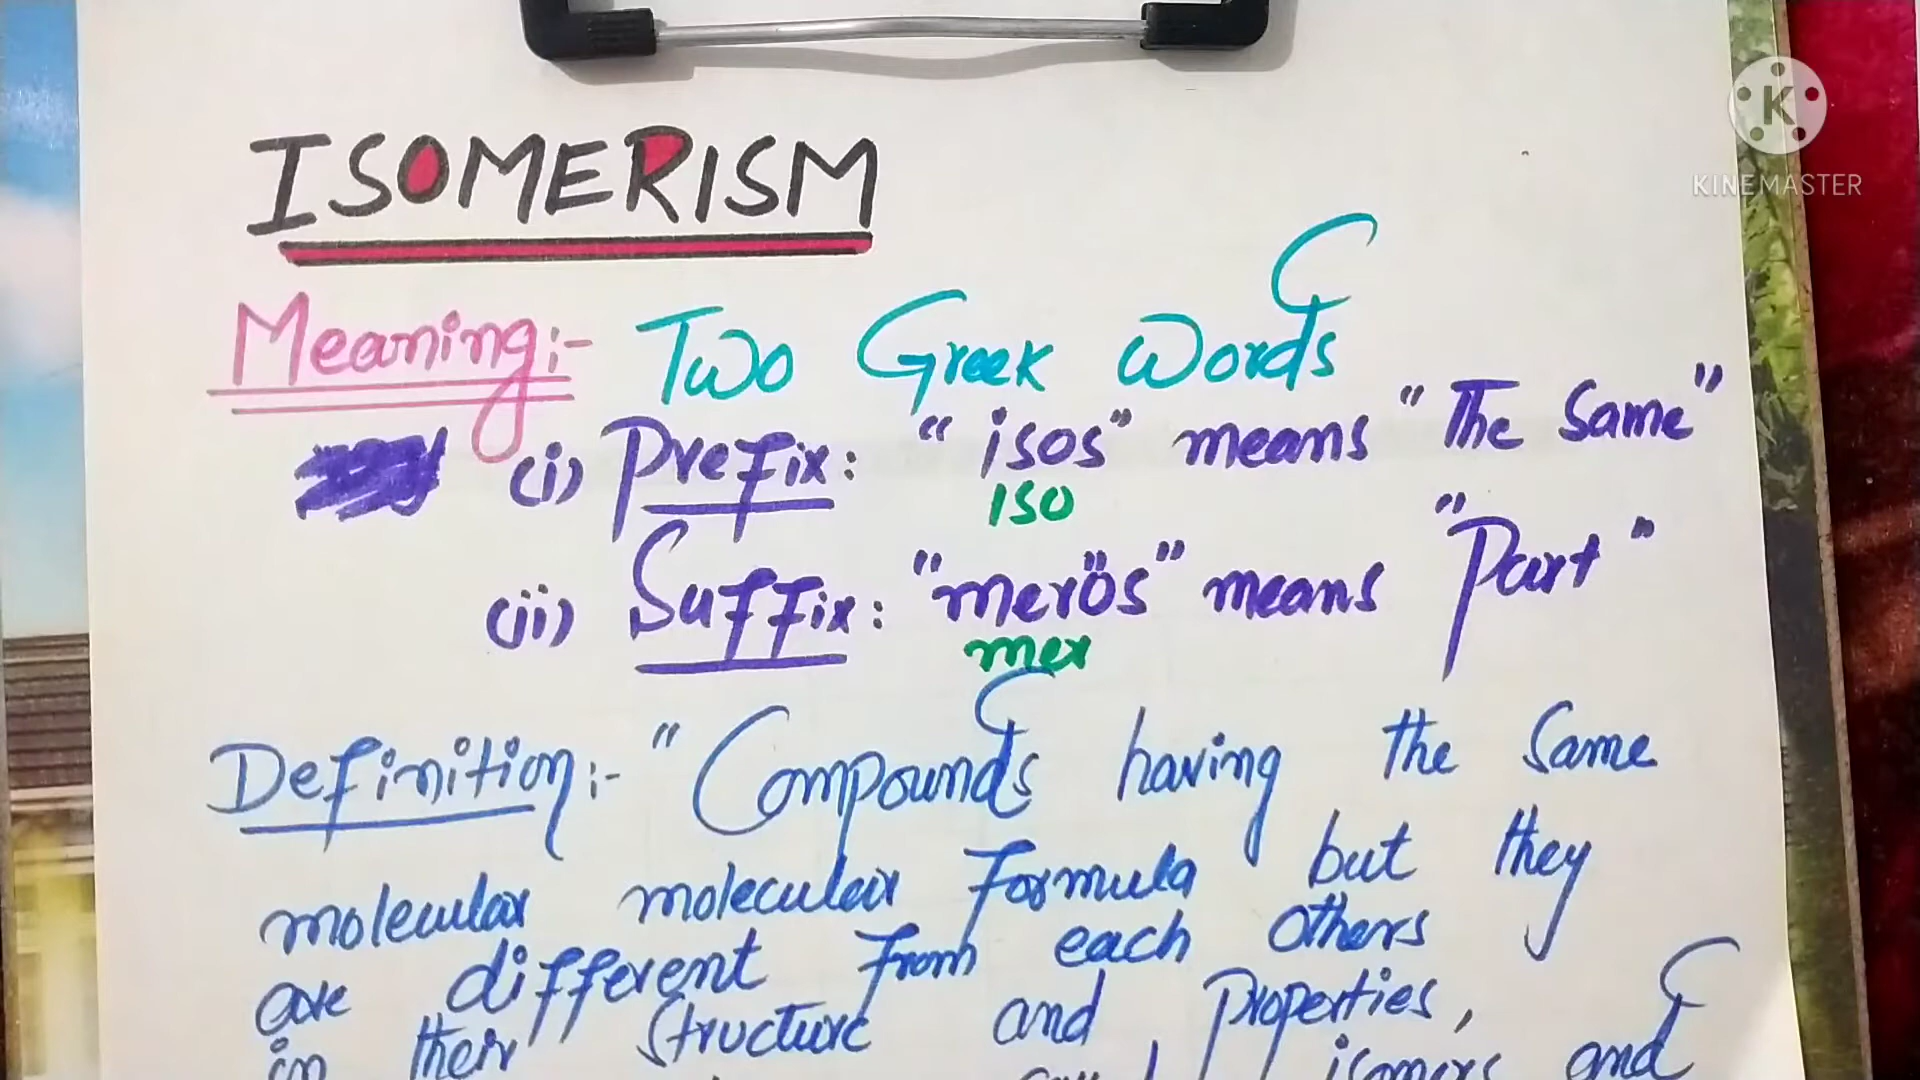 ISOMERISM
Meaning:- Two Greek Words
(i) Prefix: "isos" means "The Same"
iso
(ii) Suffix: "merös" means "Part"
mer
Definition:- "Compounds having the Same
molecular molecular Formula but they
are different From each others
in their Structure and Properties,
isomers and
K
KINEMASTER